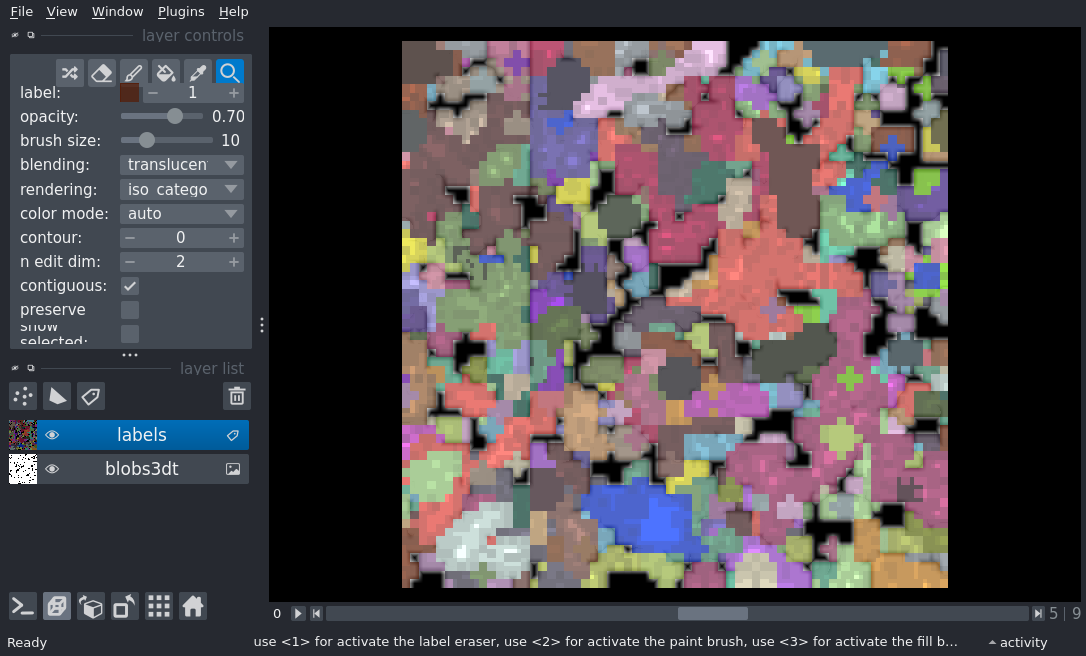 File View Window Plugins Help
layer controls
label: 1
opacity: 0.70
brush size: 10
blending: translucen
rendering: iso_catego
color mode: auto
contour: 0
n edit dim: 2
contiguous:
preserve
show
selected:
layer list
labels
blobs3dt
0 5 | 9
Ready use <1> for activate the label eraser, use <2> for activate the paint brush, use <3> for activate the fill b... activity